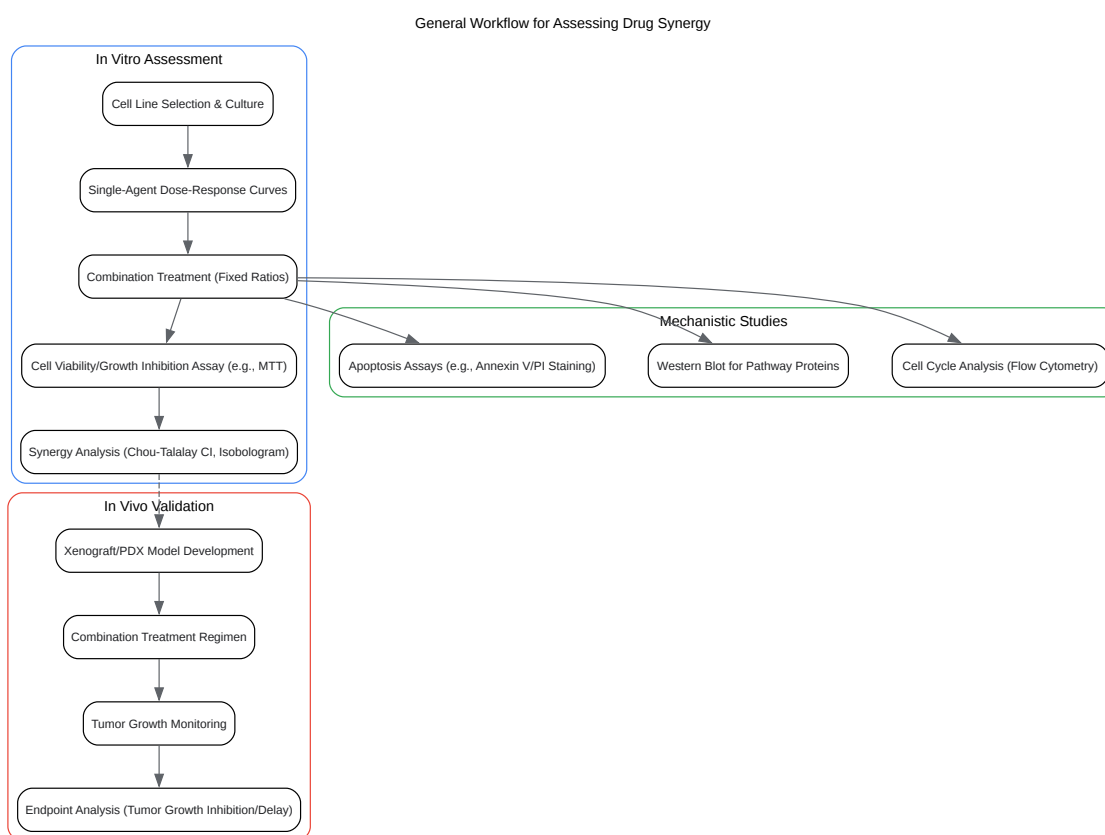 General Workflow for Assessing Drug Synergy
In Vitro Assessment
Cell Line Selection & Culture
Single-Agent Dose-Response Curves
Combination Treatment (Fixed Ratios)
Cell Viability/Growth Inhibition Assay (e.g., MTT)
Synergy Analysis (Chou-Talalay CI, Isobologram)
Mechanistic Studies
Apoptosis Assays (e.g., Annexin V/PI Staining)
Western Blot for Pathway Proteins
Cell Cycle Analysis (Flow Cytometry)
In Vivo Validation
Xenograft/PDX Model Development
Combination Treatment Regimen
Tumor Growth Monitoring
Endpoint Analysis (Tumor Growth Inhibition/Delay)